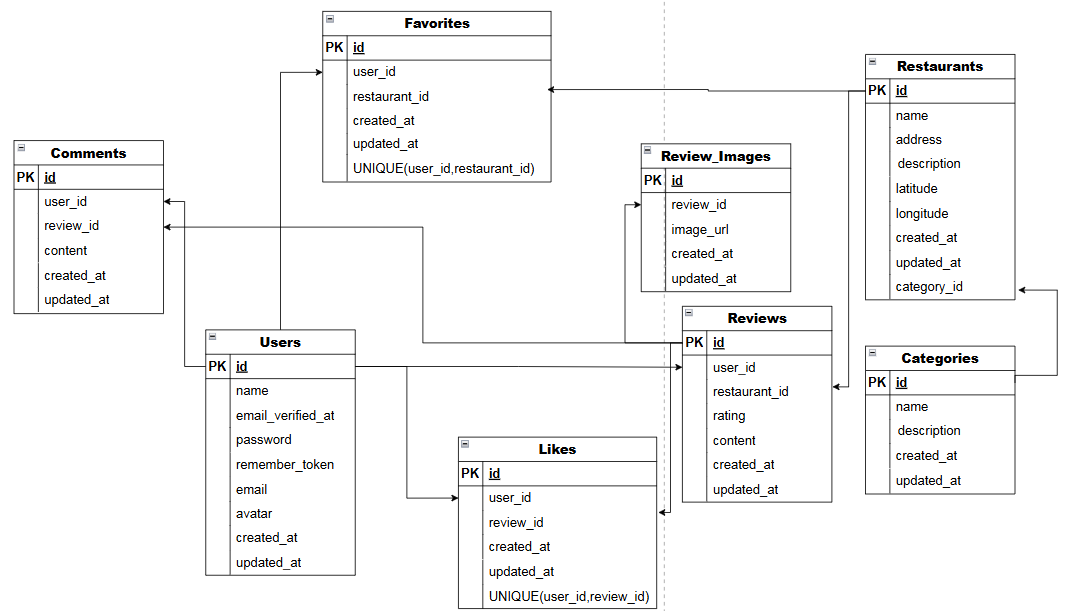 Favorites
PK id
user_id
restaurant_id
created_at
updated_at
UNIQUE(user_id,restaurant_id)
Restaurants
PK id
name
address
description
latitude
longitude
created_at
updated_at
category_id
Comments
PK id
user_id
review_id
content
created_at
updated_at
Review_Images
PK id
review_id
image_url
created_at
updated_at
Users
PK id
name
email_verified_at
password
remember_token
email
avatar
created_at
updated_at
Reviews
PK id
user_id
restaurant_id
rating
content
created_at
updated_at
Categories
PK id
name
description
created_at
updated_at
Likes
PK id
user_id
review_id
created_at
updated_at
UNIQUE(user_id,review_id)